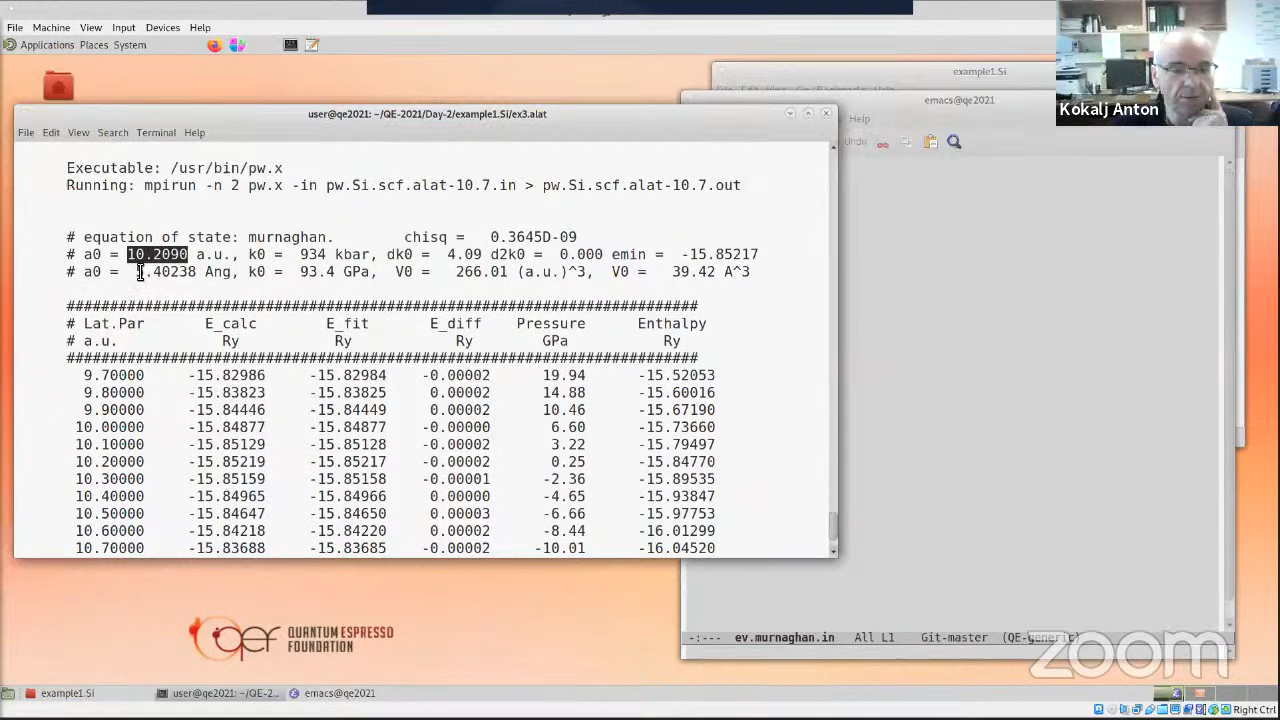 File Machine View Input Devices Help
Applications Places System
example1.Si
emacs@qe2021
Kokalj Anton
user@qe2021: ~/QE-2021/Day-2/example1.Si/ex3.alat
File Edit View Search Terminal Help
Help
Undo
Executable: /usr/bin/pw.x
Running: mpirun -n 2 pw.x -in pw.Si.scf.alat-10.7.in > pw.Si.scf.alat-10.7.out
# equation of state: murnaghan. chisq = 0.3645D-09
# a0 = 10.2090 a.u., k0 = 934 kbar, dk0 = 4.09 d2k0 = 0.000 emin = -15.85217
# a0 = .40238 Ang, k0 = 93.4 GPa, V0 = 266.01 (a.u.)^3, V0 = 39.42 A^3
#########################################################################
# Lat.Par E_calc E_fit E_diff Pressure Enthalpy
# a.u. Ry Ry Ry GPa Ry
#########################################################################
9.70000 -15.82986 -15.82984 -0.00002 19.94 -15.52053
9.80000 -15.83823 -15.83825 0.00002 14.88 -15.60016
9.90000 -15.84446 -15.84449 0.00002 10.46 -15.67190
10.00000 -15.84877 -15.84877 -0.00000 6.60 -15.73660
10.10000 -15.85129 -15.85128 -0.00002 3.22 -15.79497
10.20000 -15.85219 -15.85217 -0.00002 0.25 -15.84770
10.30000 -15.85159 -15.85158 -0.00001 -2.36 -15.89535
10.40000 -15.84965 -15.84966 0.00000 -4.65 -15.93847
10.50000 -15.84647 -15.84650 0.00003 -6.66 -15.97753
10.60000 -15.84218 -15.84220 0.00002 -8.44 -16.01299
10.70000 -15.83688 -15.83685 -0.00002 -10.01 -16.04520
QUANTUM ESPRESSO
FOUNDATION
-:--- ev.murnaghan.in All L1 Git-master (QE-generic)
zoom
example1.Si user@qe2021: ~/QE-2... emacs@qe2021
Right Ctrl